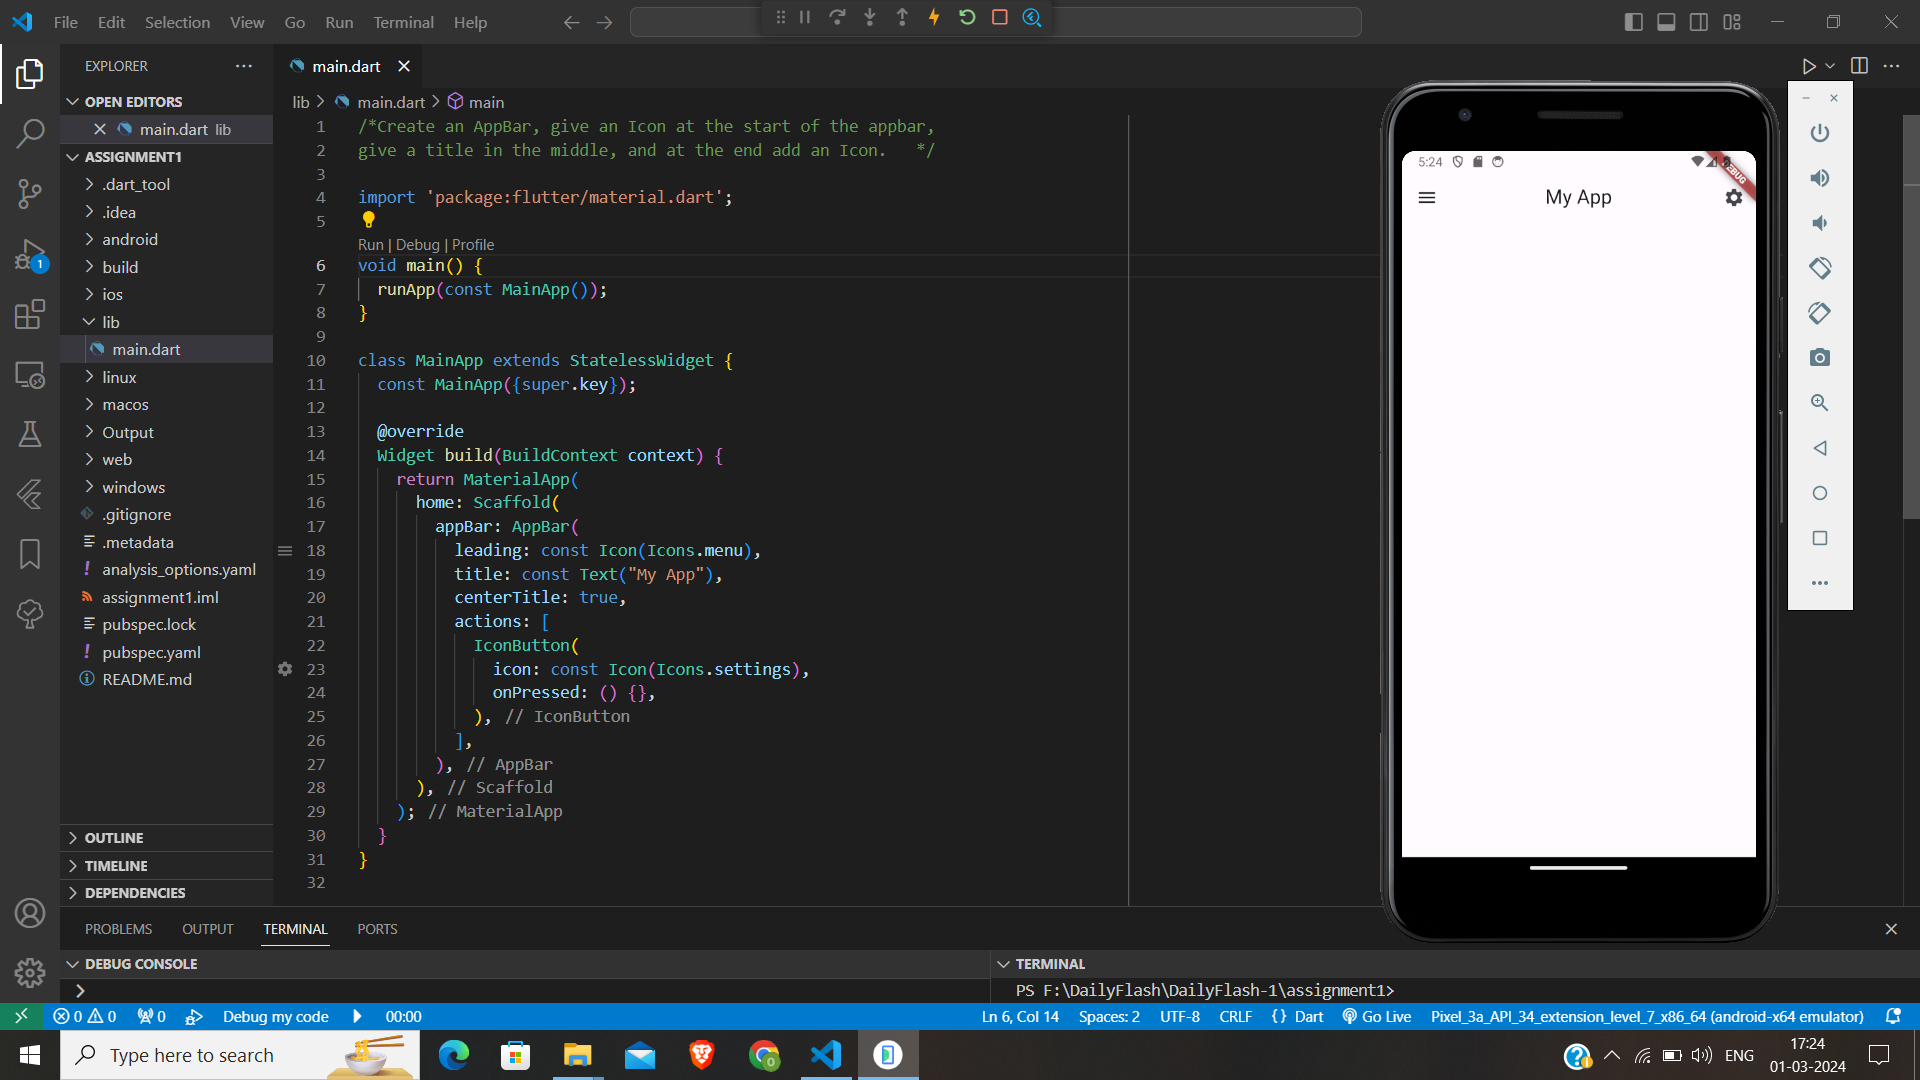 File Edit Selection View Go Run Terminal Help
EXPLORER
OPEN EDITORS
main.dart lib
ASSIGNMENT1
.dart_tool
.idea
android
build
ios
lib
main.dart
linux
macos
Output
web
windows
.gitignore
.metadata
analysis_options.yaml
assignment1.iml
pubspec.lock
pubspec.yaml
README.md
OUTLINE
TIMELINE
DEPENDENCIES
1
main.dart
lib > main.dart > main
1 /*Create an AppBar, give an Icon at the start of the appbar,
2 give a title in the middle, and at the end add an Icon.   */
3
4 import 'package:flutter/material.dart';
5
Run | Debug | Profile
6 void main() {
7   runApp(const MainApp());
8 }
9
10 class MainApp extends StatelessWidget {
11   const MainApp({super.key});
12
13   @override
14   Widget build(BuildContext context) {
15     return MaterialApp(
16       home: Scaffold(
17         appBar: AppBar(
18           leading: const Icon(Icons.menu),
19           title: const Text("My App"),
20           centerTitle: true,
21           actions: [
22             IconButton(
23               icon: const Icon(Icons.settings),
24               onPressed: () {},
25             ), // IconButton
26           ],
27         ), // AppBar
28       ), // Scaffold
29     ); // MaterialApp
30   }
31 }
32
5:24
DEBUG
My App
PROBLEMS OUTPUT TERMINAL PORTS
DEBUG CONSOLE
>
TERMINAL
PS F:\DailyFlash\DailyFlash-1\assignment1>
0 0 0 Debug my code 00:00 Ln 6, Col 14 Spaces: 2 UTF-8 CRLF {} Dart Go Live Pixel_3a_API_34_extension_level_7_x86_64 (android-x64 emulator)
Type here to search
ENG
17:24
01-03-2024